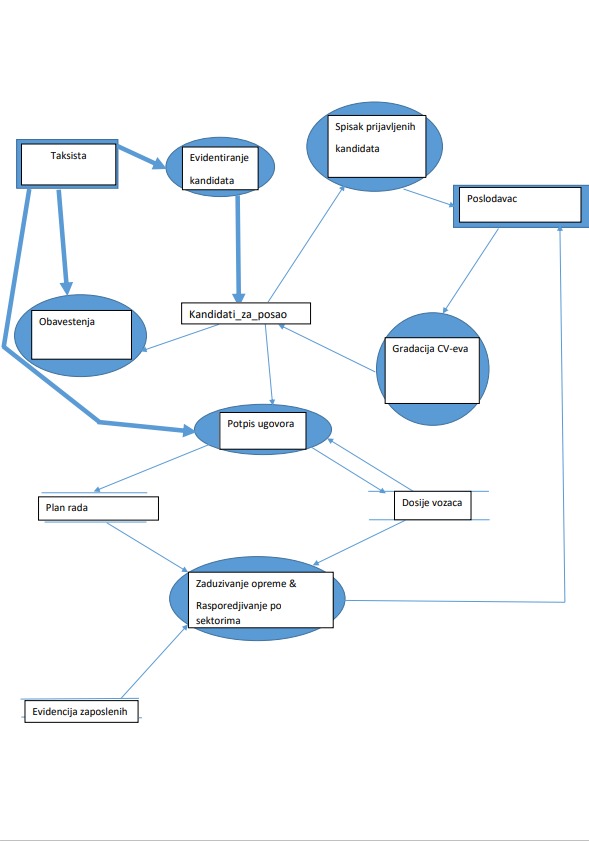 Spisak prijavljenih
kandidata
Taksista
Evidentiranje
kandidata
Poslodavac
Kandidati_za_posao
Obavestenja
Gradacija CV-eva
Potpis ugovora
Plan rada
Dosije vozaca
Zaduzivanje opreme &
Rasporedjivanje po
sektorima
Evidencija zaposlenih